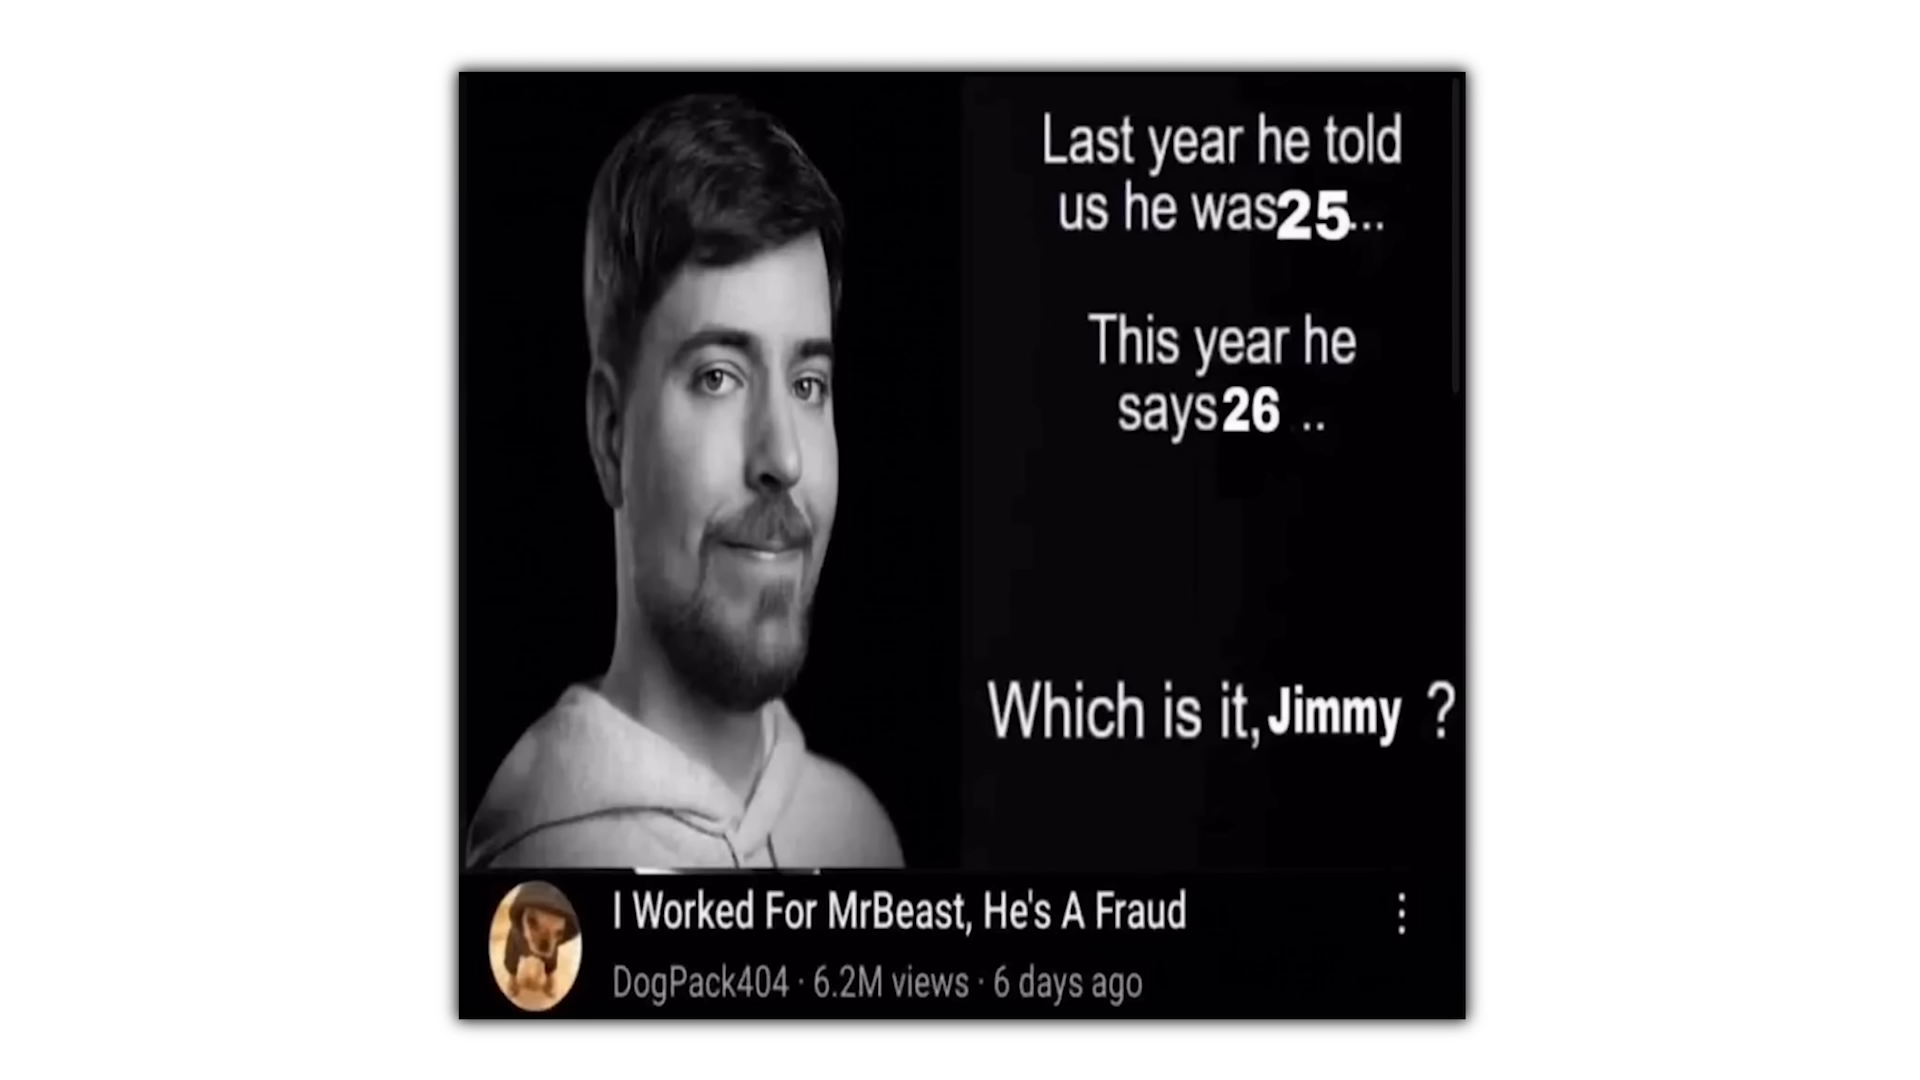 Last year he told
us he was25...
This year he
says26 ..
Which is it,Jimmy ?
I Worked For MrBeast, He's A Fraud
DogPack404 · 6.2M views · 6 days ago